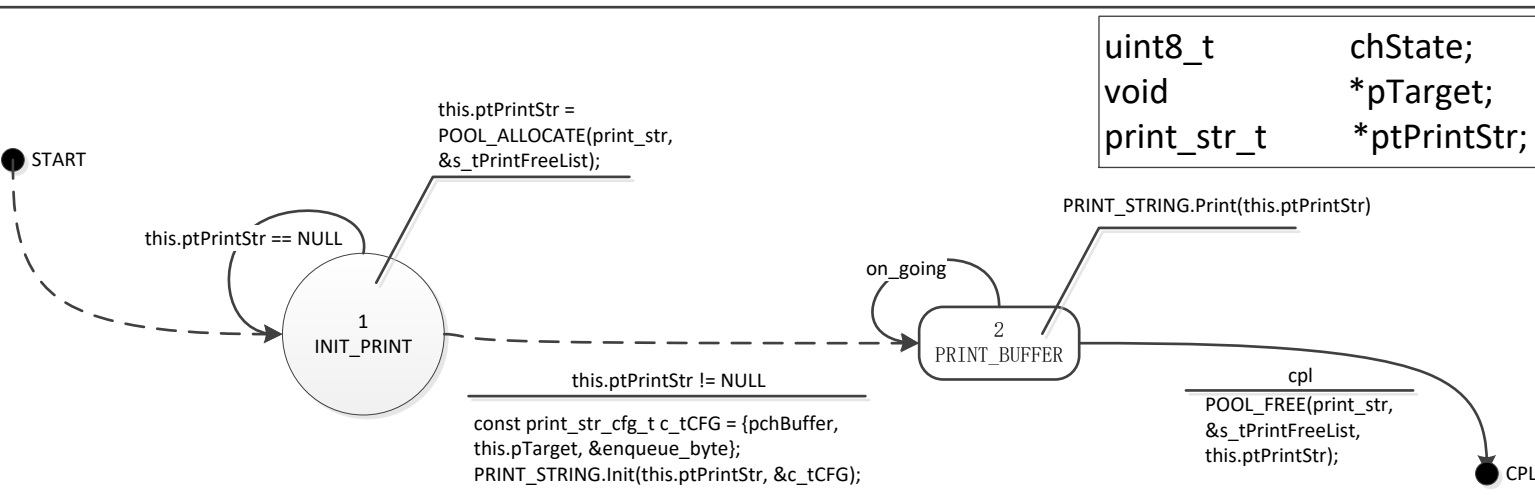 uint8_t chState;
void *pTarget;
print_str_t *ptPrintStr;
this.ptPrintStr =
POOL_ALLOCATE(print_str,
&s_tPrintFreeList);
START
this.ptPrintStr == NULL
1
INIT_PRINT
this.ptPrintStr != NULL
const print_str_cfg_t c_tCFG = {pchBuffer,
this.pTarget, &enqueue_byte};
PRINT_STRING.Init(this.ptPrintStr, &c_tCFG);
PRINT_STRING.Print(this.ptPrintStr)
on_going
2
PRINT_BUFFER
cpl
POOL_FREE(print_str,
&s_tPrintFreeList,
this.ptPrintStr);
CPL